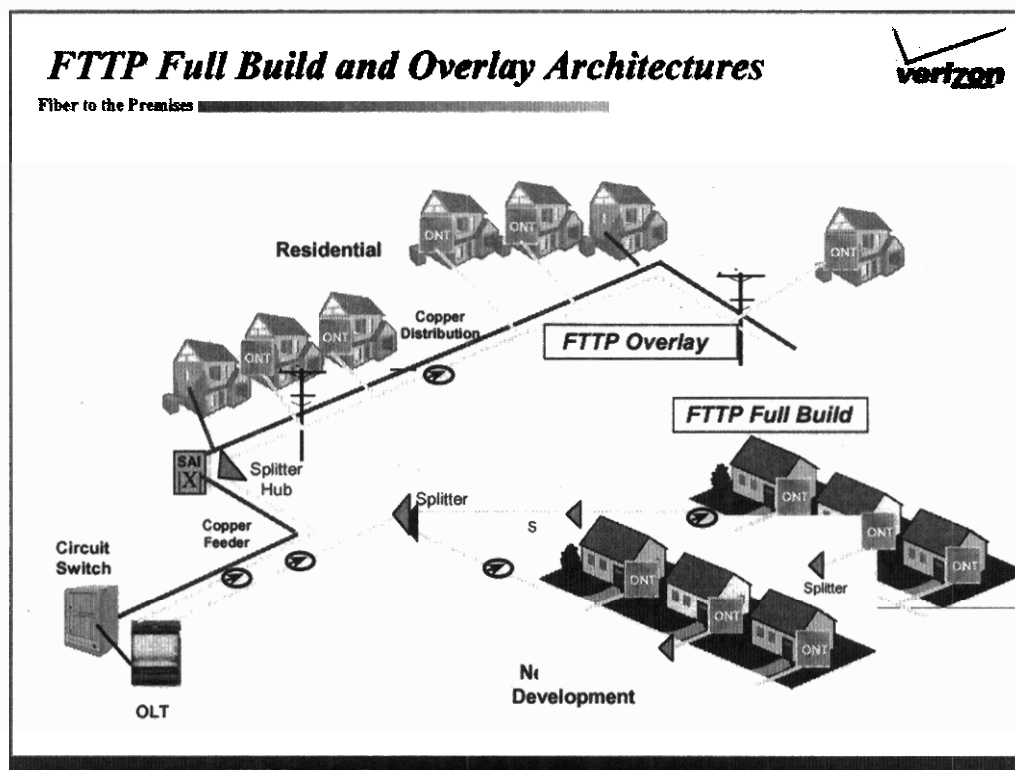 FTTP Full Build and Overlay Architectures
verizon
Fiber to the Premises
Residential
ONT
ONT
ONT
ONT
ONT
Copper
Distribution
FTTP Overlay
FTTP Full Build
SAI
X
Splitter
Hub
Splitter
S
Copper
Feeder
Circuit
Switch
ONT
ONT
ONT
Splitter
ONT
ONT
ONT
Development
OLT